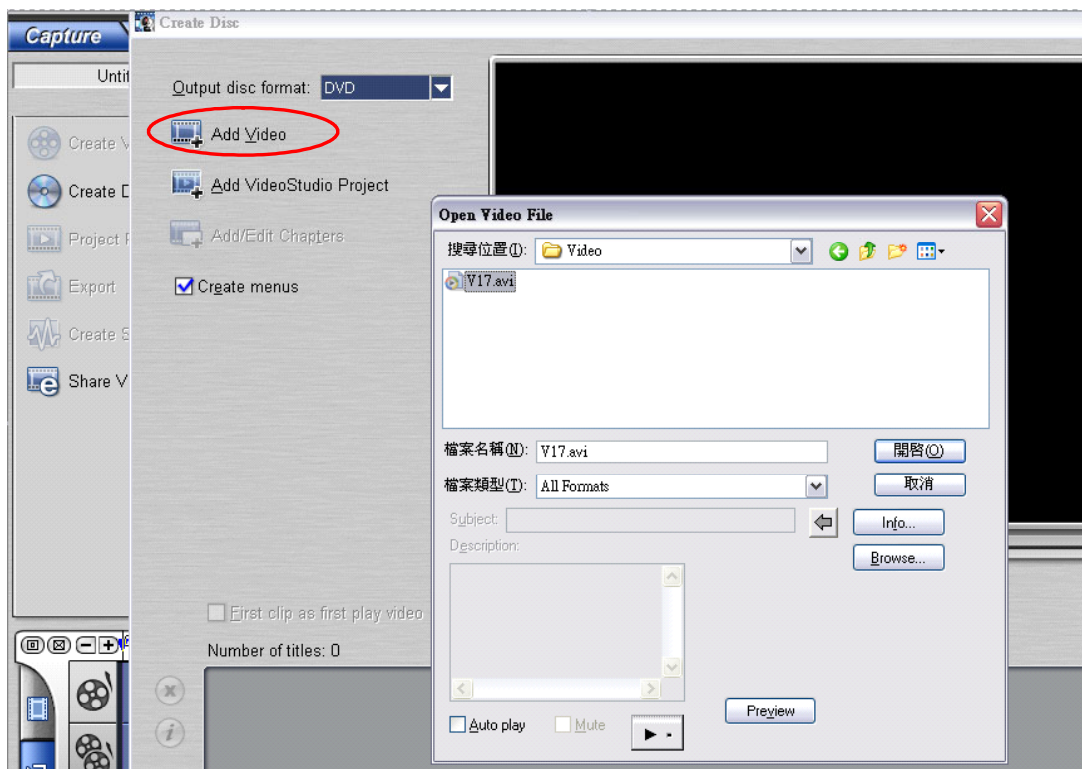 Capture
Create Disc
Untit
Output disc format: DVD
Add Video
Create V
Create D
Add VideoStudio Project
Project F
Add/Edit Chapters
Export
Create menus
Create S
Share V
Open Video File
搜尋位置(I): Video
V17.avi
檔案名稱(N): V17.avi
開啓(O)
檔案類型(T): All Formats
取消
Subject:
Info...
Description:
Browse...
First clip as first play video
Number of titles: 0
Auto play
Mute
Preview